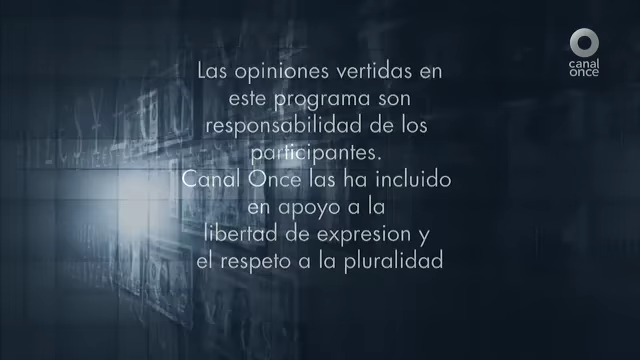 canal
once
Las opiniones vertidas en
este programa son
responsabilidad de los
participantes.
Canal Once las ha incluido
en apoyo a la
libertad de expresion y
el respeto a la pluralidad